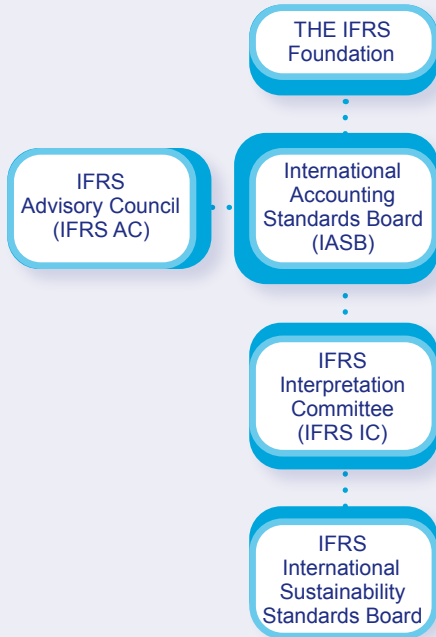 THE IFRS
Foundation
IFRS
Advisory Council
(IFRS AC)
International
Accounting
Standards Board
(IASB)
IFRS
Interpretation
Committee
(IFRS IC)
IFRS
International
Sustainability
Standards Board